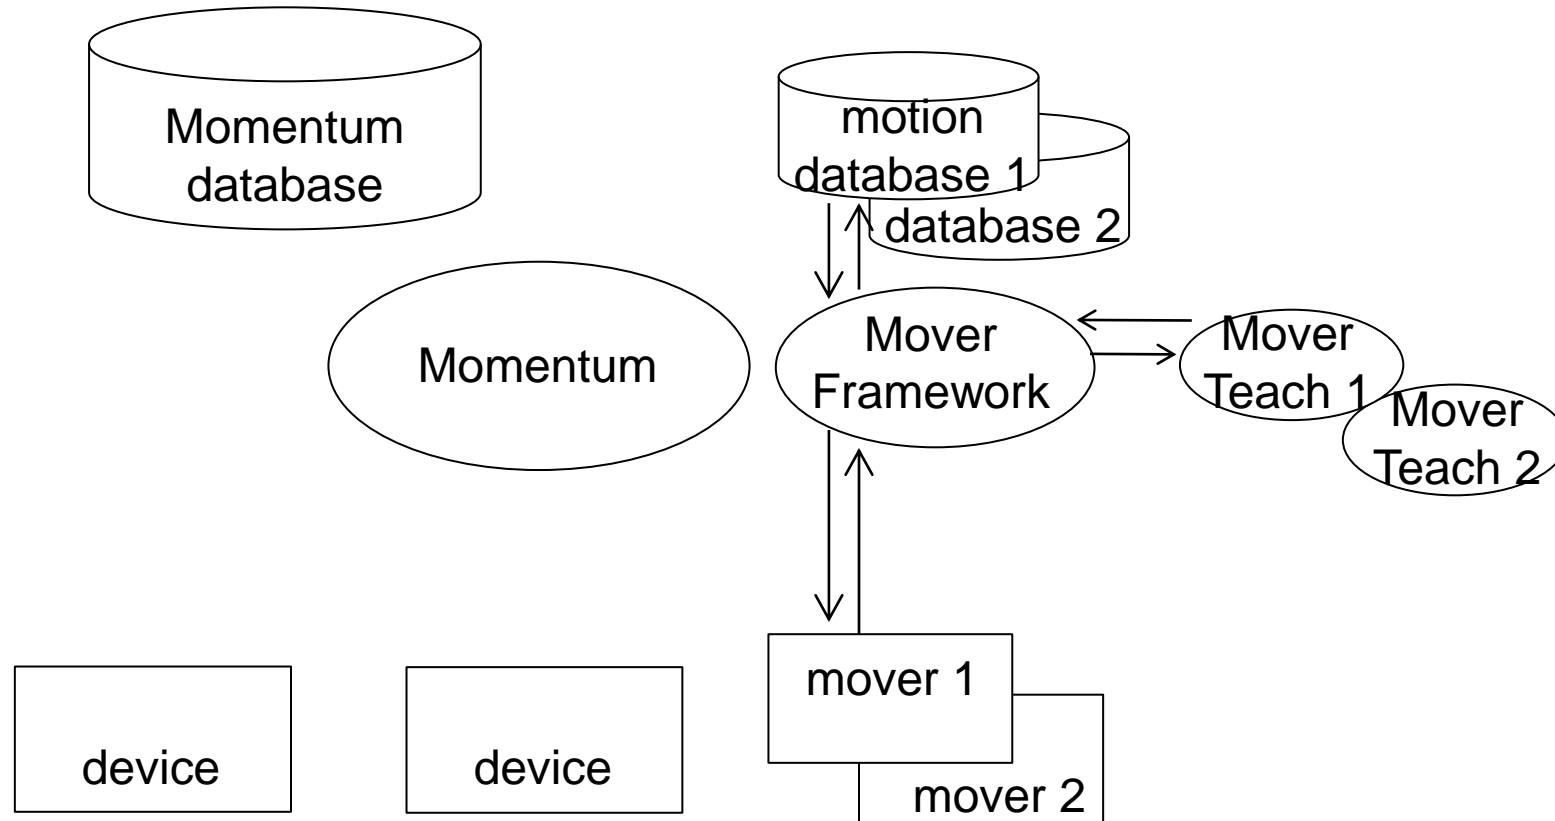 Momentum
database
motion
database 1
database 2
Momentum
Mover
Framework
Mover
Teach 1
Mover
Teach 2
device
device
mover 1
mover 2